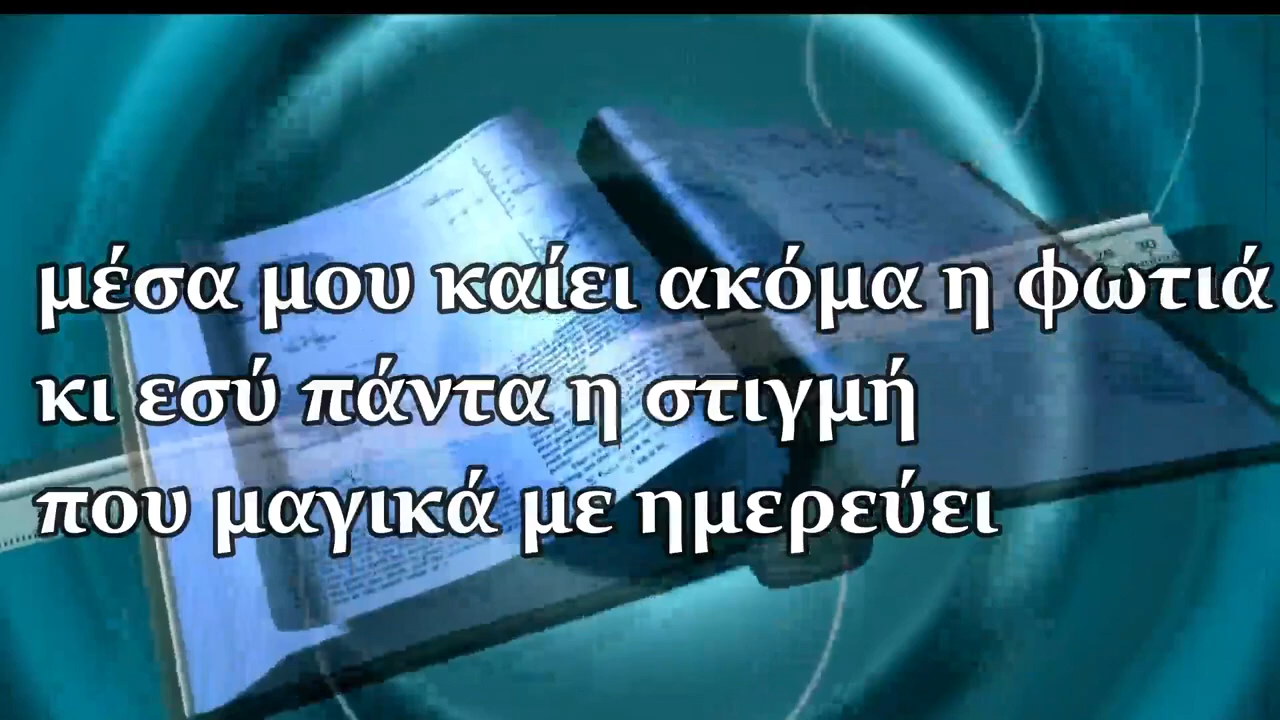 μέσα μου καίει ακόμα η φωτιά
κι εσύ πάντα η στιγμή
που μαγικά με ημερεύει